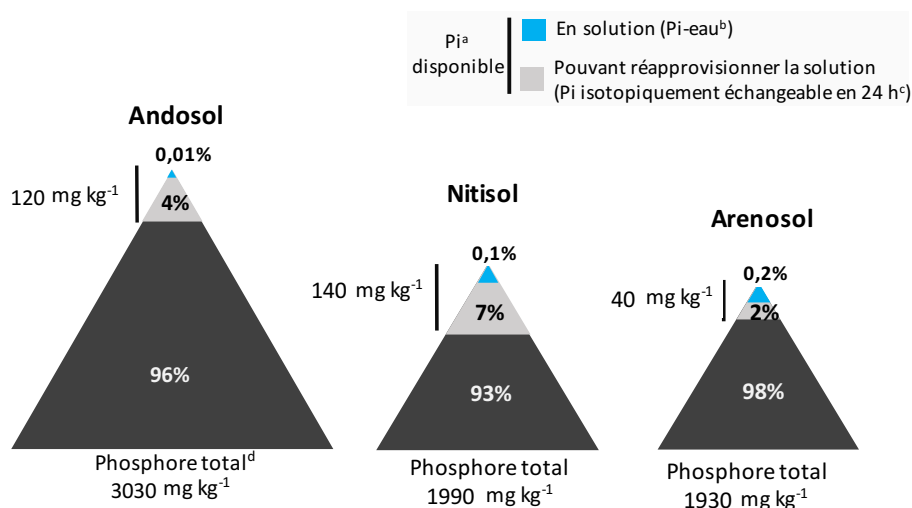 Piᵃ
disponible
En solution (Pi-eauᵇ)
Pouvant réapprovisionner la solution
(Pi isotopiquement échangeable en 24 hᶜ)
Andosol
0,01%
120 mg kg⁻¹
4%
96%
Phosphore totalᵈ
3030 mg kg⁻¹
Nitisol
0,1%
140 mg kg⁻¹
7%
93%
Phosphore total
1990 mg kg⁻¹
Arenosol
0,2%
40 mg kg⁻¹
2%
98%
Phosphore total
1930 mg kg⁻¹